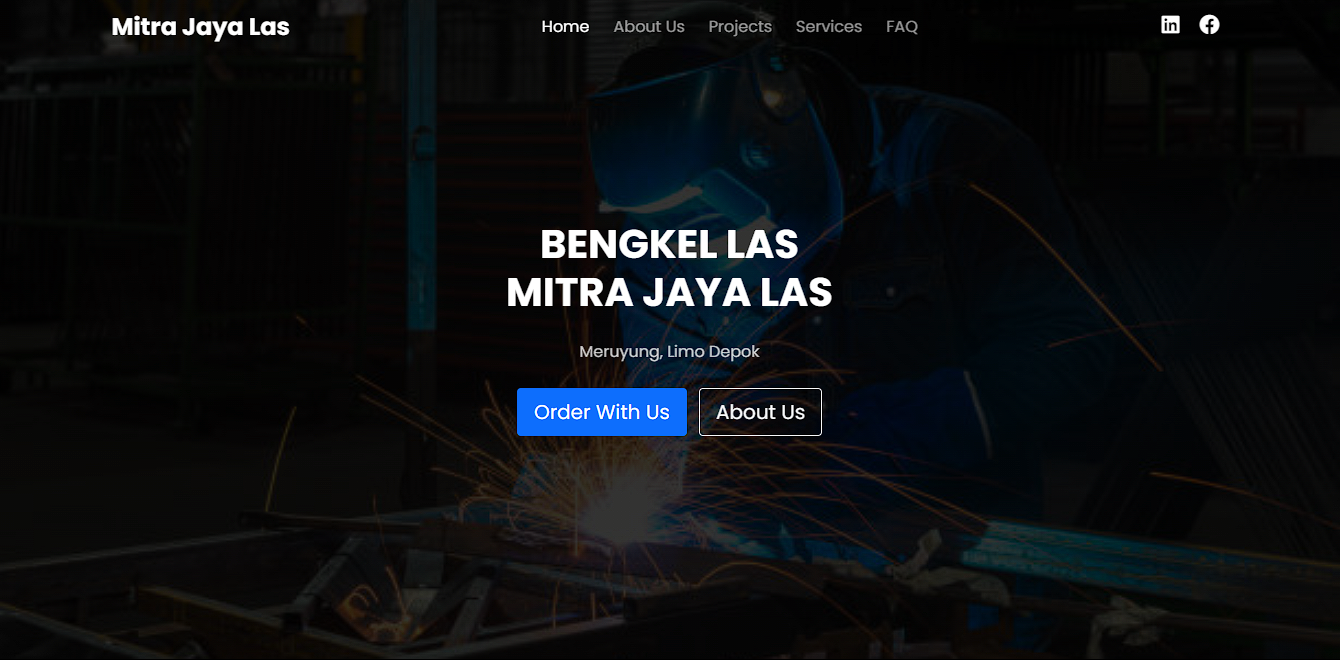 Mitra Jaya Las
Home About Us Projects Services FAQ
BENGKEL LAS
MITRA JAYA LAS
Meruyung, Limo Depok
Order With Us About Us